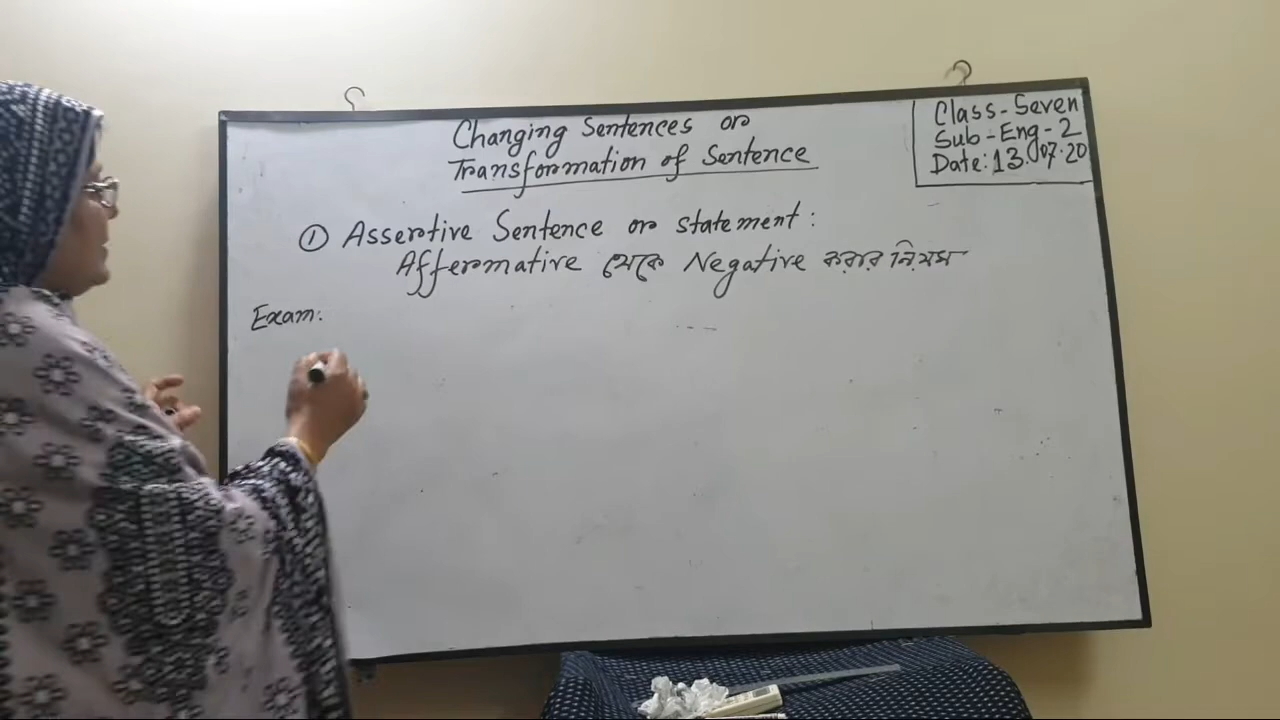 Changing Sentences or
Transformation of Sentence
Class-Seven
Sub-Eng-2
Date: 13.07.20
① Assertive Sentence or statement:
Affermative থেকে Negative করার নিয়ম
Exam: